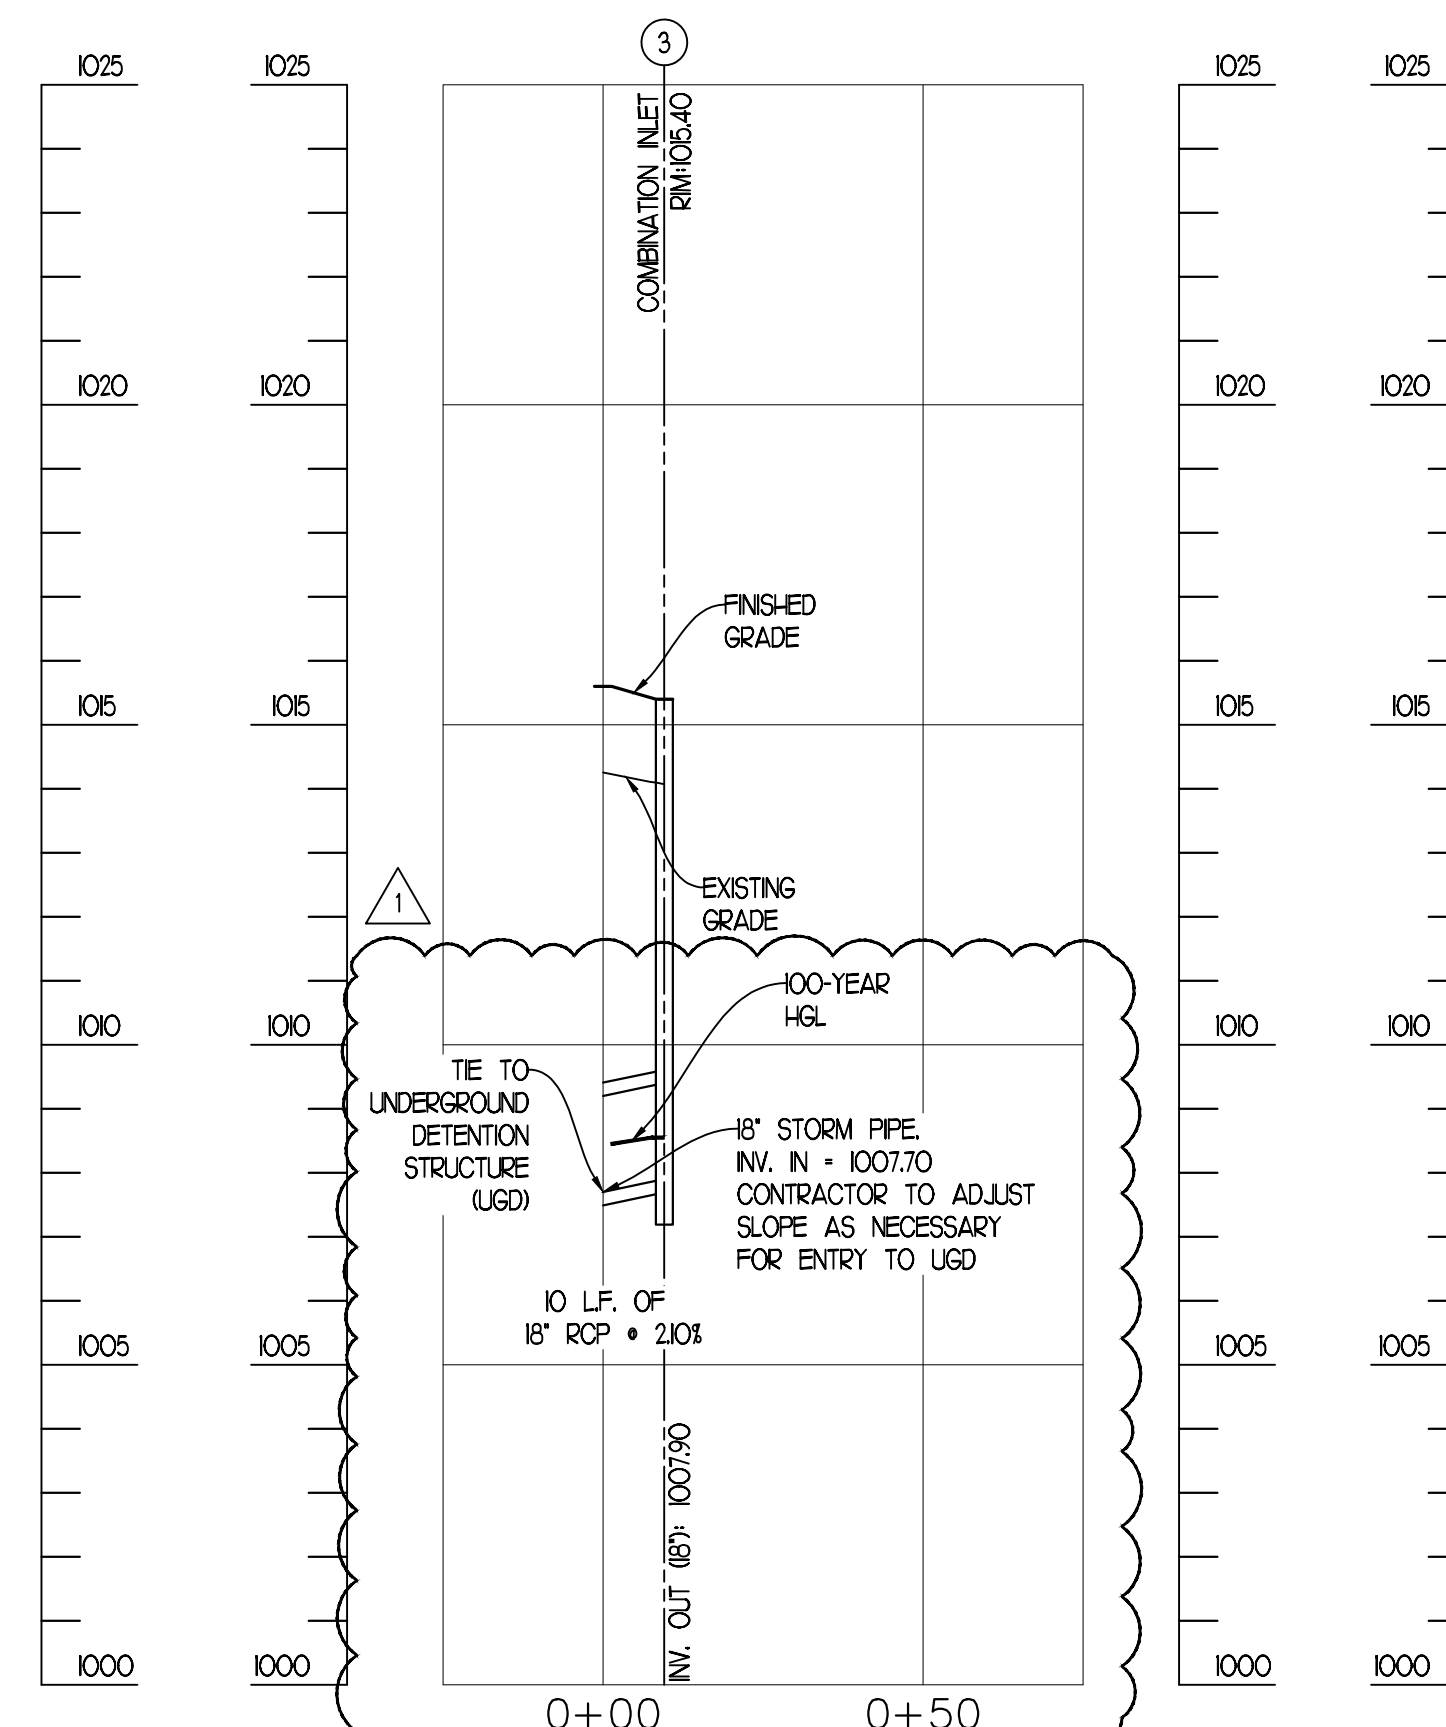 3
1025 1025 1025 1025
COMBINATION INLET
RIM:1015.40
1020 1020 1020 1020
FINISHED
GRADE
1015 1015 1015 1015
EXISTING
GRADE
1
100-YEAR
HGL
1010 1010 1010 1010
TIE TO
UNDERGROUND
DETENTION
STRUCTURE
(UGD)
18" STORM PIPE.
INV. IN = 1007.70
CONTRACTOR TO ADJUST
SLOPE AS NECESSARY
FOR ENTRY TO UGD
10 L.F. OF
18" RCP @ 2.10%
1005 1005 1005 1005
INV. OUT (18"): 1007.90
1000 1000 1000 1000
0+00 0+50